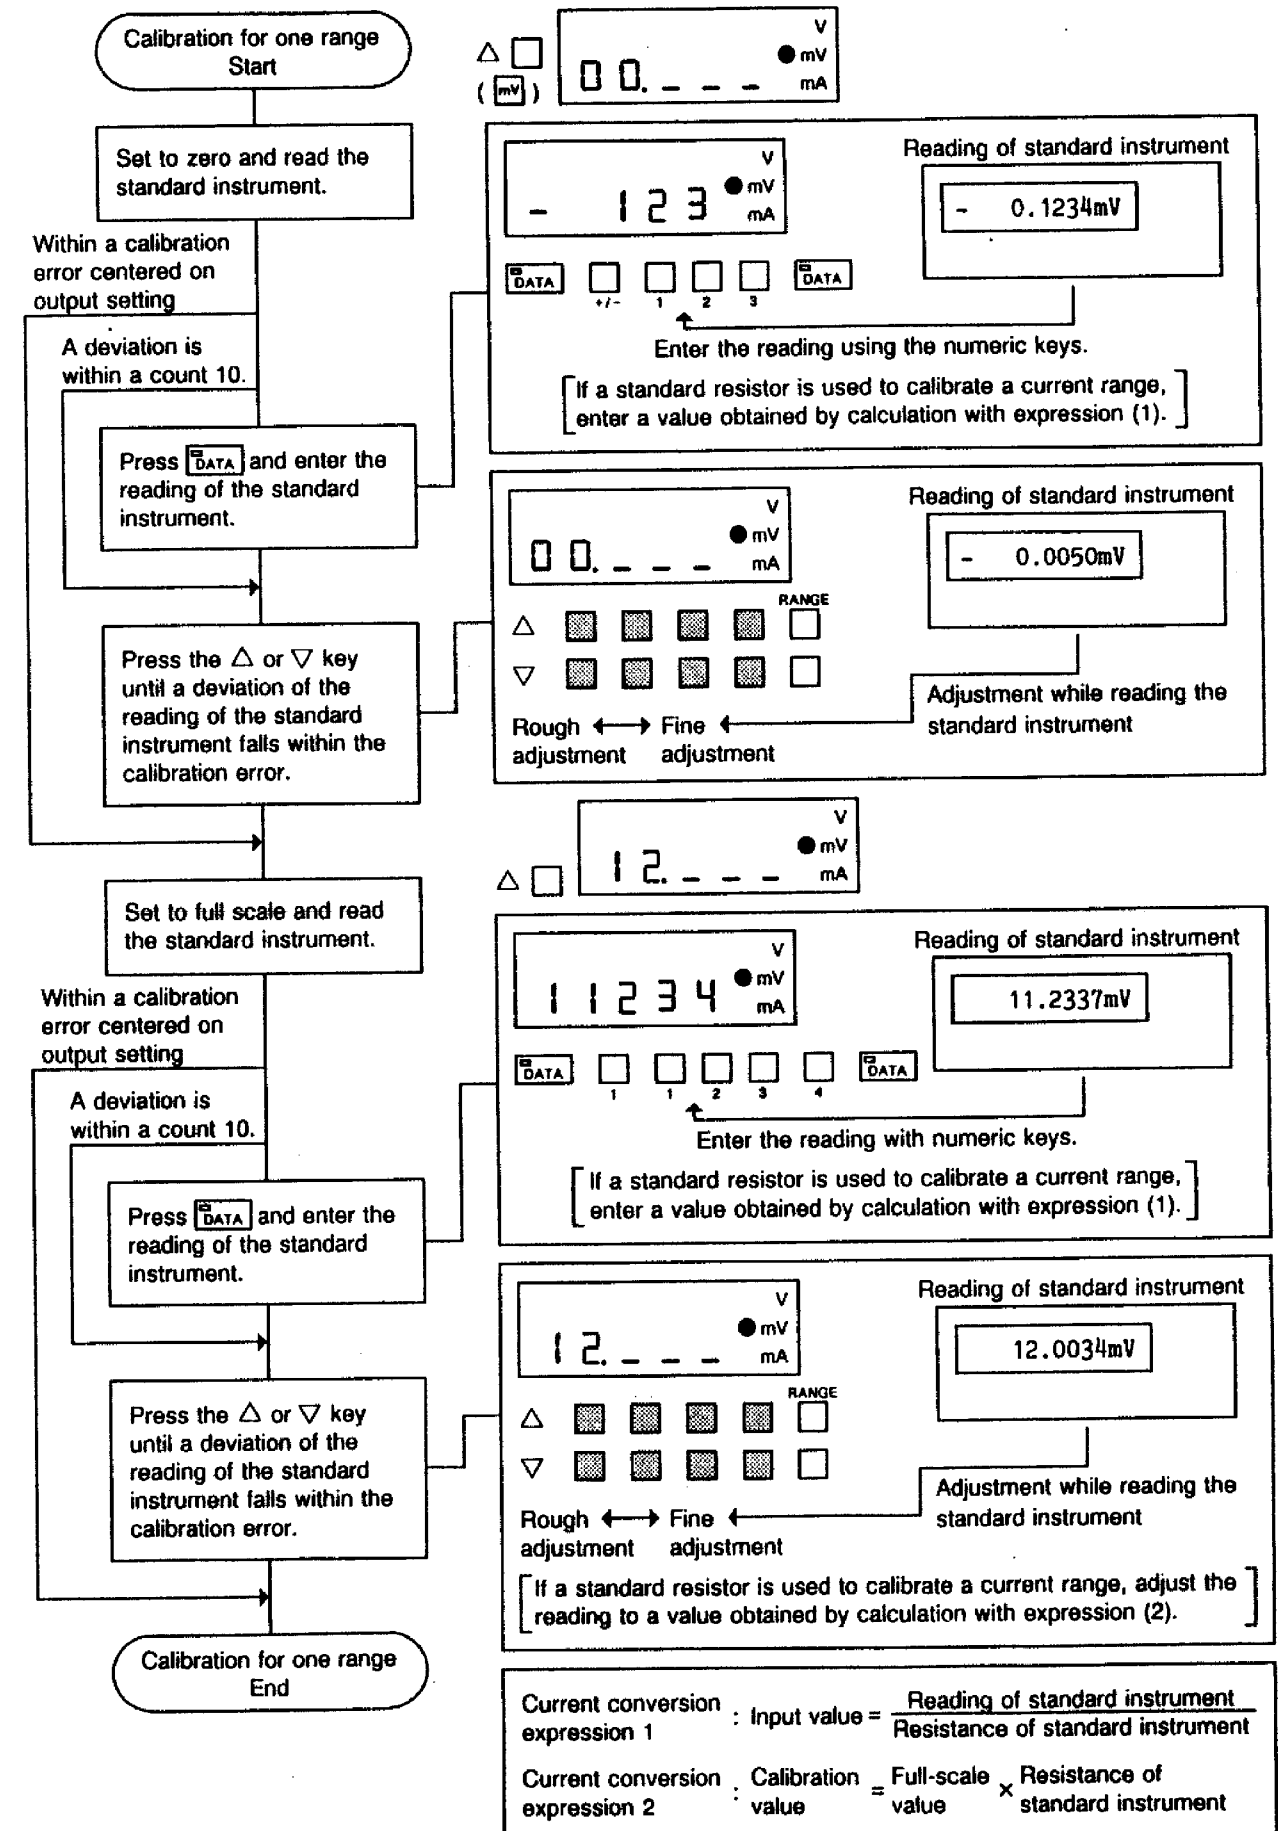 Calibration for one range
Start
Set to zero and read the
standard instrument.
Within a calibration
error centered on
output setting
A deviation is
within a count 10.
Press DATA and enter the
reading of the standard
instrument.
Press the △ or ▽ key
until a deviation of the
reading of the standard
instrument falls within the
calibration error.
Set to full scale and read
the standard instrument.
Within a calibration
error centered on
output setting
A deviation is
within a count 10.
Press DATA and enter the
reading of the standard
instrument.
Press the △ or ▽ key
until a deviation of the
reading of the standard
instrument falls within the
calibration error.
Calibration for one range
End
△
( mV )
V
mV
mA
00._ _ _
V
mV
mA
- 123
Reading of standard instrument
- 0.1234mV
DATA +/- 1 2 3 DATA
Enter the reading using the numeric keys.
[If a standard resistor is used to calibrate a current range,
enter a value obtained by calculation with expression (1).]
V
mV
mA
00._ _ _
Reading of standard instrument
- 0.0050mV
RANGE
△
▽
Rough ↔ Fine
adjustment adjustment
Adjustment while reading the
standard instrument
△
V
mV
mA
12._ _ _
V
mV
mA
11234
Reading of standard instrument
11.2337mV
DATA 1 1 2 3 4 DATA
Enter the reading with numeric keys.
[If a standard resistor is used to calibrate a current range,
enter a value obtained by calculation with expression (1).]
V
mV
mA
12._ _ _
Reading of standard instrument
12.0034mV
RANGE
△
▽
Rough ↔ Fine
adjustment adjustment
Adjustment while reading the
standard instrument
[If a standard resistor is used to calibrate a current range, adjust the
reading to a value obtained by calculation with expression (2).]
Current conversion
expression 1
: Input value =
Reading of standard instrument
Resistance of standard instrument
Current conversion
expression 2
: Calibration
value
= Full-scale
value
× Resistance of
standard instrument